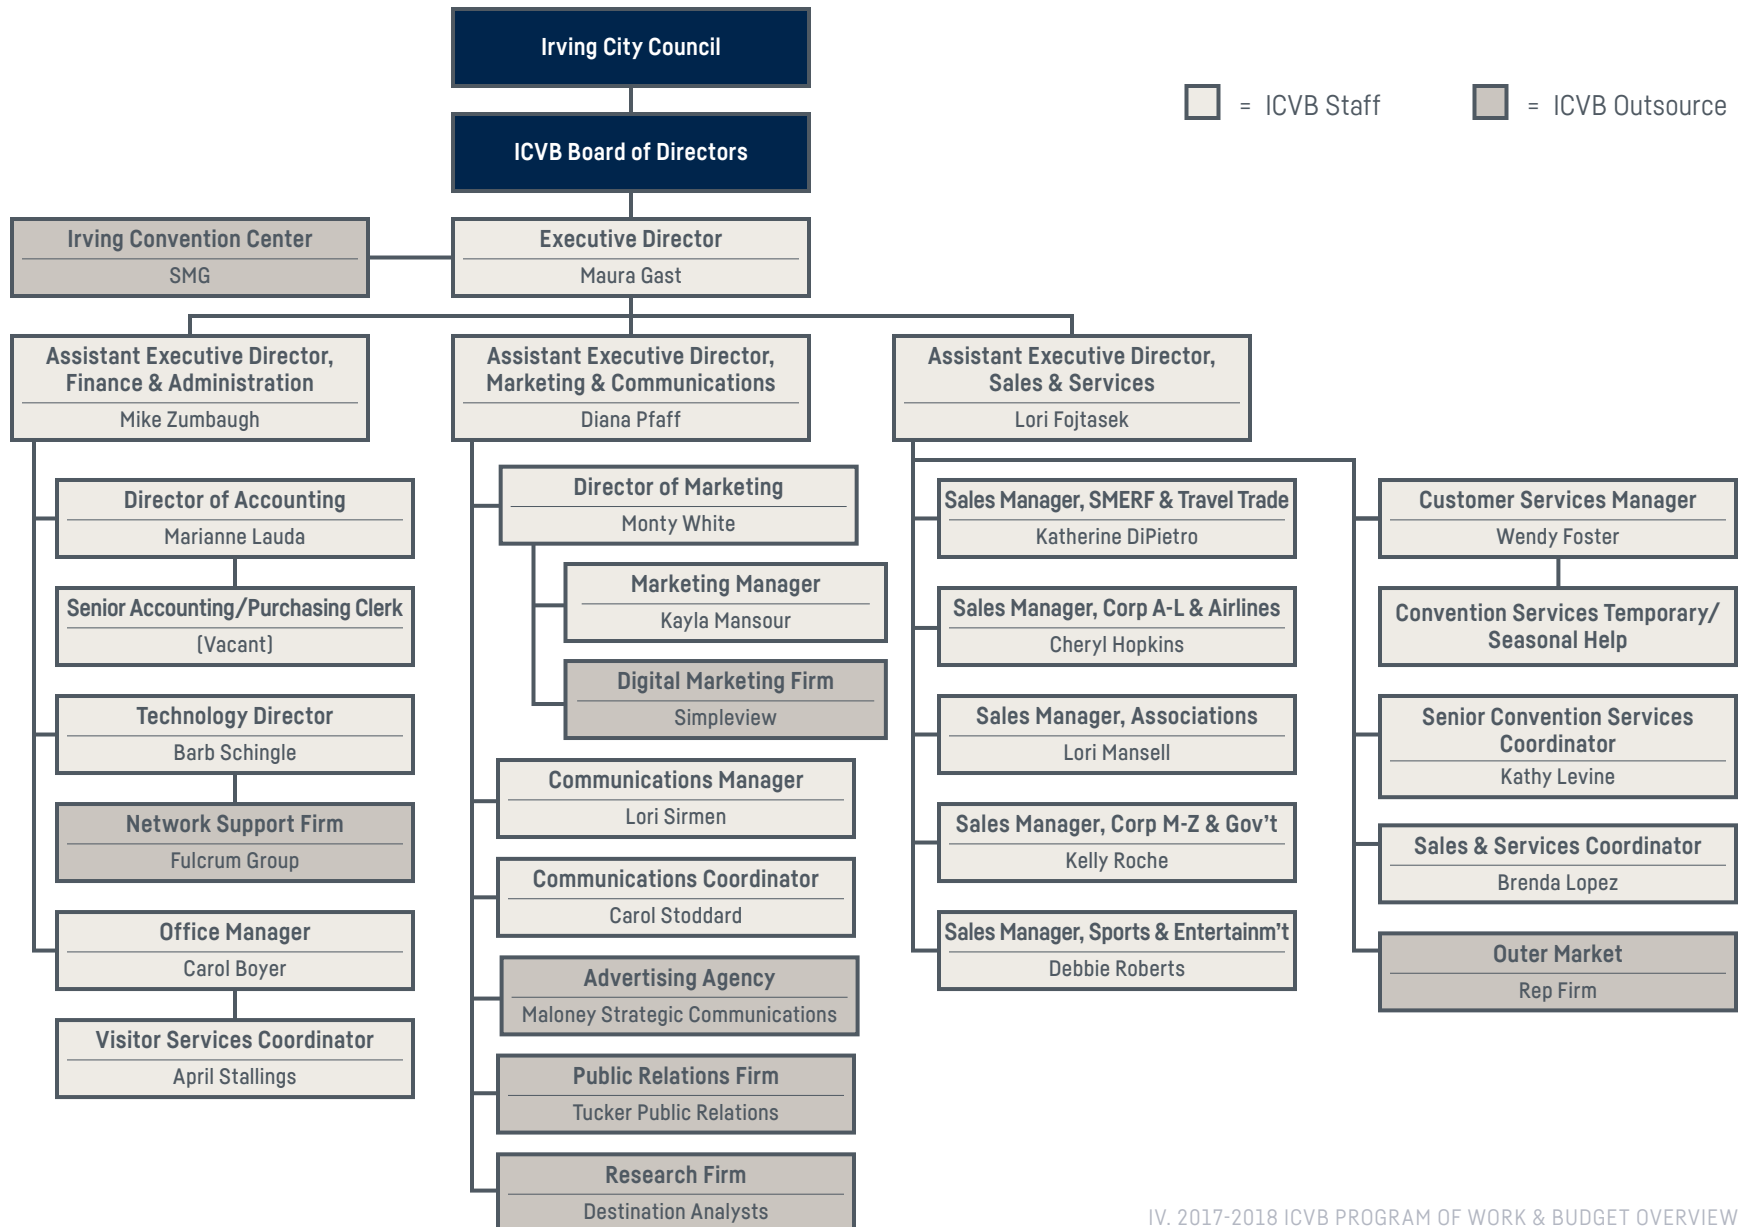 Irving City Council
= ICVB Staff
= ICVB Outsource
ICVB Board of Directors
Irving Convention Center
SMG
Executive Director
Maura Gast
Assistant Executive Director,
Finance & Administration
Mike Zumbaugh
Assistant Executive Director,
Marketing & Communications
Diana Pfaff
Assistant Executive Director,
Sales & Services
Lori Fojtasek
Director of Accounting
Marianne Lauda
Senior Accounting/Purchasing Clerk
(Vacant)
Technology Director
Barb Schingle
Network Support Firm
Fulcrum Group
Office Manager
Carol Boyer
Visitor Services Coordinator
April Stallings
Director of Marketing
Monty White
Marketing Manager
Kayla Mansour
Digital Marketing Firm
Simpleview
Communications Manager
Lori Sirmen
Communications Coordinator
Carol Stoddard
Advertising Agency
Maloney Strategic Communications
Public Relations Firm
Tucker Public Relations
Research Firm
Destination Analysts
Sales Manager, SMERF & Travel Trade
Katherine DiPietro
Sales Manager, Corp A-L & Airlines
Cheryl Hopkins
Sales Manager, Associations
Lori Mansell
Sales Manager, Corp M-Z & Gov’t
Kelly Roche
Sales Manager, Sports & Entertainm’t
Debbie Roberts
Customer Services Manager
Wendy Foster
Convention Services Temporary/
Seasonal Help
Senior Convention Services
Coordinator
Kathy Levine
Sales & Services Coordinator
Brenda Lopez
Outer Market
Rep Firm
IV. 2017-2018 ICVB PROGRAM OF WORK & BUDGET OVERVIEW